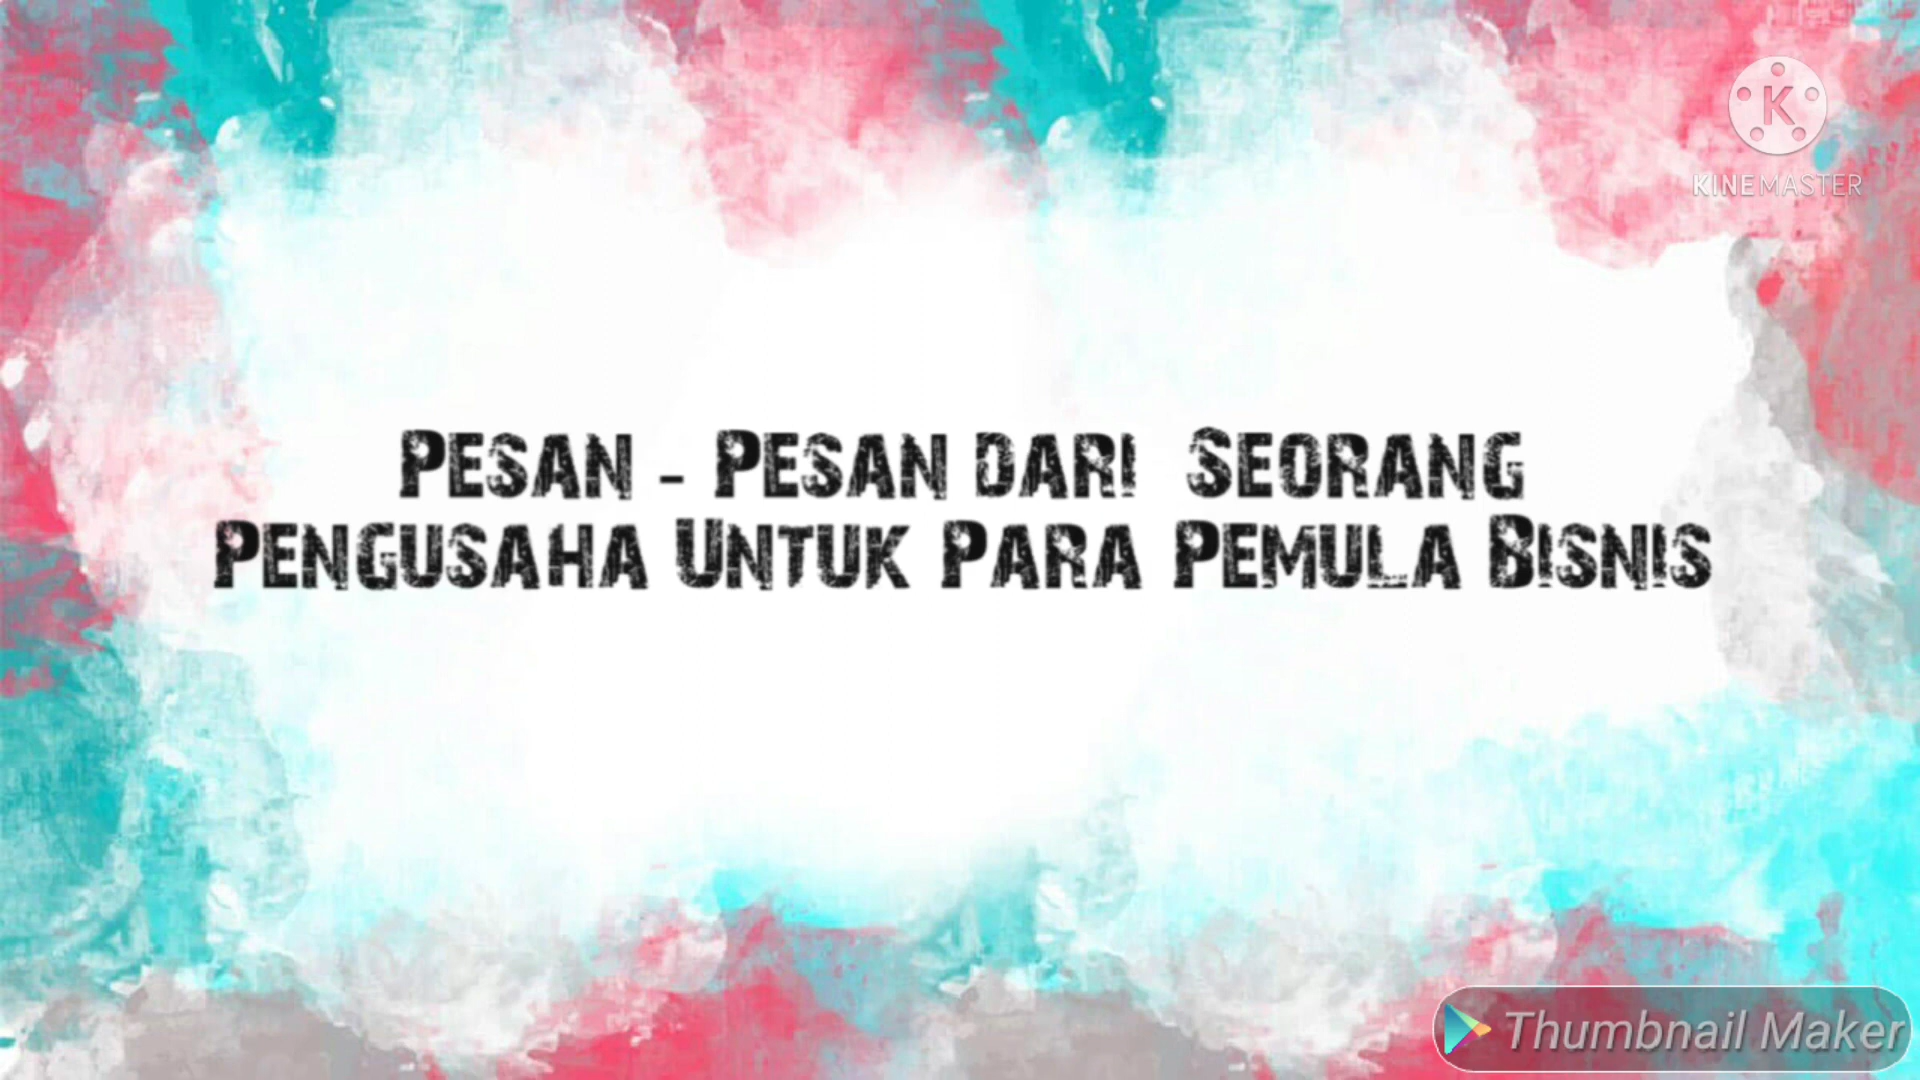 KINEMASTER
Pesan - Pesan dari Seorang
Pengusaha Untuk Para Pemula Bisnis
Thumbnail Maker